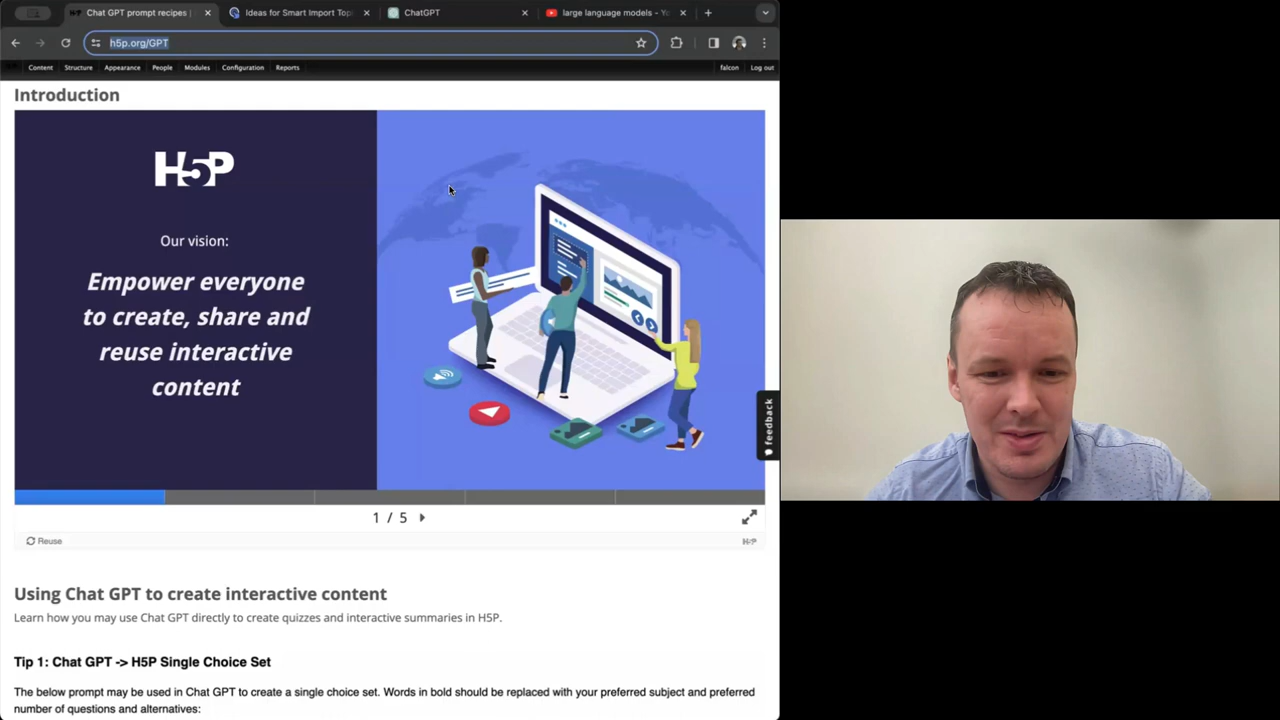 Chat GPT prompt recipes |
Ideas for Smart Import Top
ChatGPT
large language models - Yo
h5p.org/GPT
Content Structure Appearance People Modules Configuration Reports falcon Log out
Introduction
H5P
Our vision:
Empower everyone
to create, share and
reuse interactive
content
feedback
1 / 5
Reuse
H5P
Using Chat GPT to create interactive content
Learn how you may use Chat GPT directly to create quizzes and interactive summaries in H5P.
Tip 1: Chat GPT -> H5P Single Choice Set
The below prompt may be used in Chat GPT to create a single choice set. Words in bold should be replaced with your preferred subject and preferred
number of questions and alternatives: